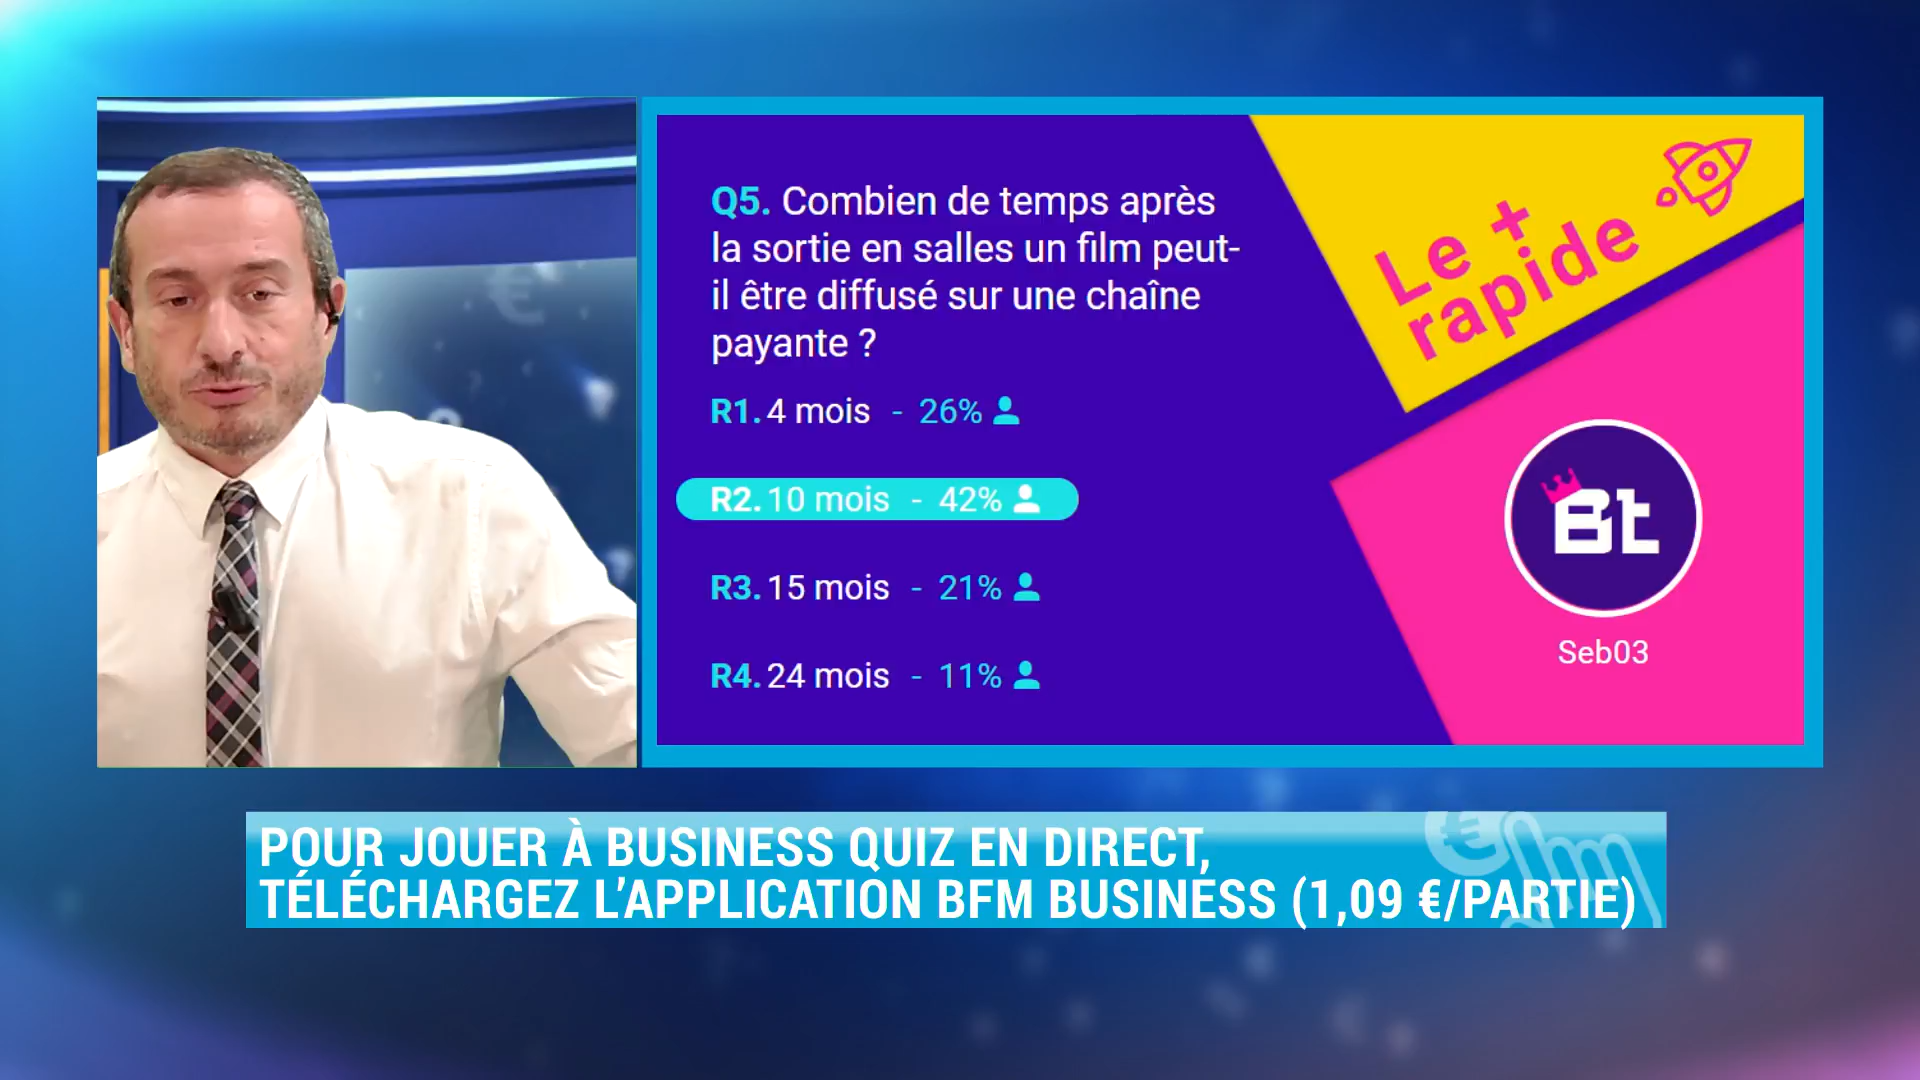 Q5. Combien de temps après
la sortie en salles un film peut-
il être diffusé sur une chaîne
payante ?
R1. 4 mois - 26%
R2. 10 mois - 42%
R3. 15 mois - 21%
R4. 24 mois - 11%
Le +
rapide
Bt
Seb03
POUR JOUER À BUSINESS QUIZ EN DIRECT,
TÉLÉCHARGEZ L'APPLICATION BFM BUSINESS (1,09 €/PARTIE)